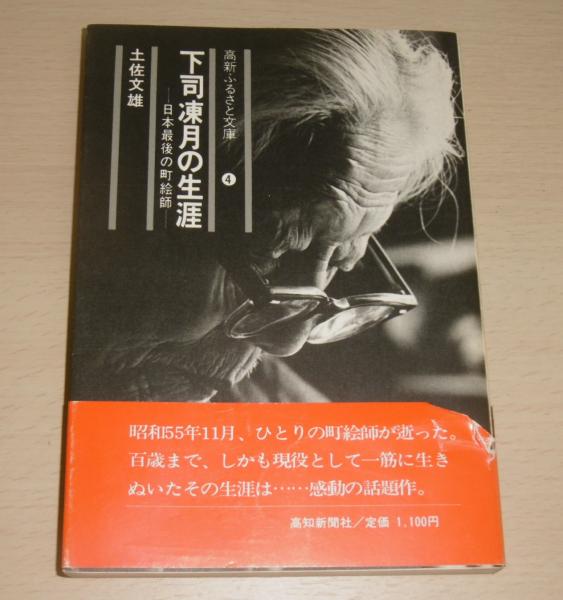 高新・ふるさと文庫 4
下司凍月の生涯
―日本最後の町絵師―
土佐文雄
昭和55年11月、ひとりの町絵師が逝った。
百歳まで、しかも現役として一筋に生き
ぬいたその生涯は……感動の話題作。
高知新聞社／定価 1,100円